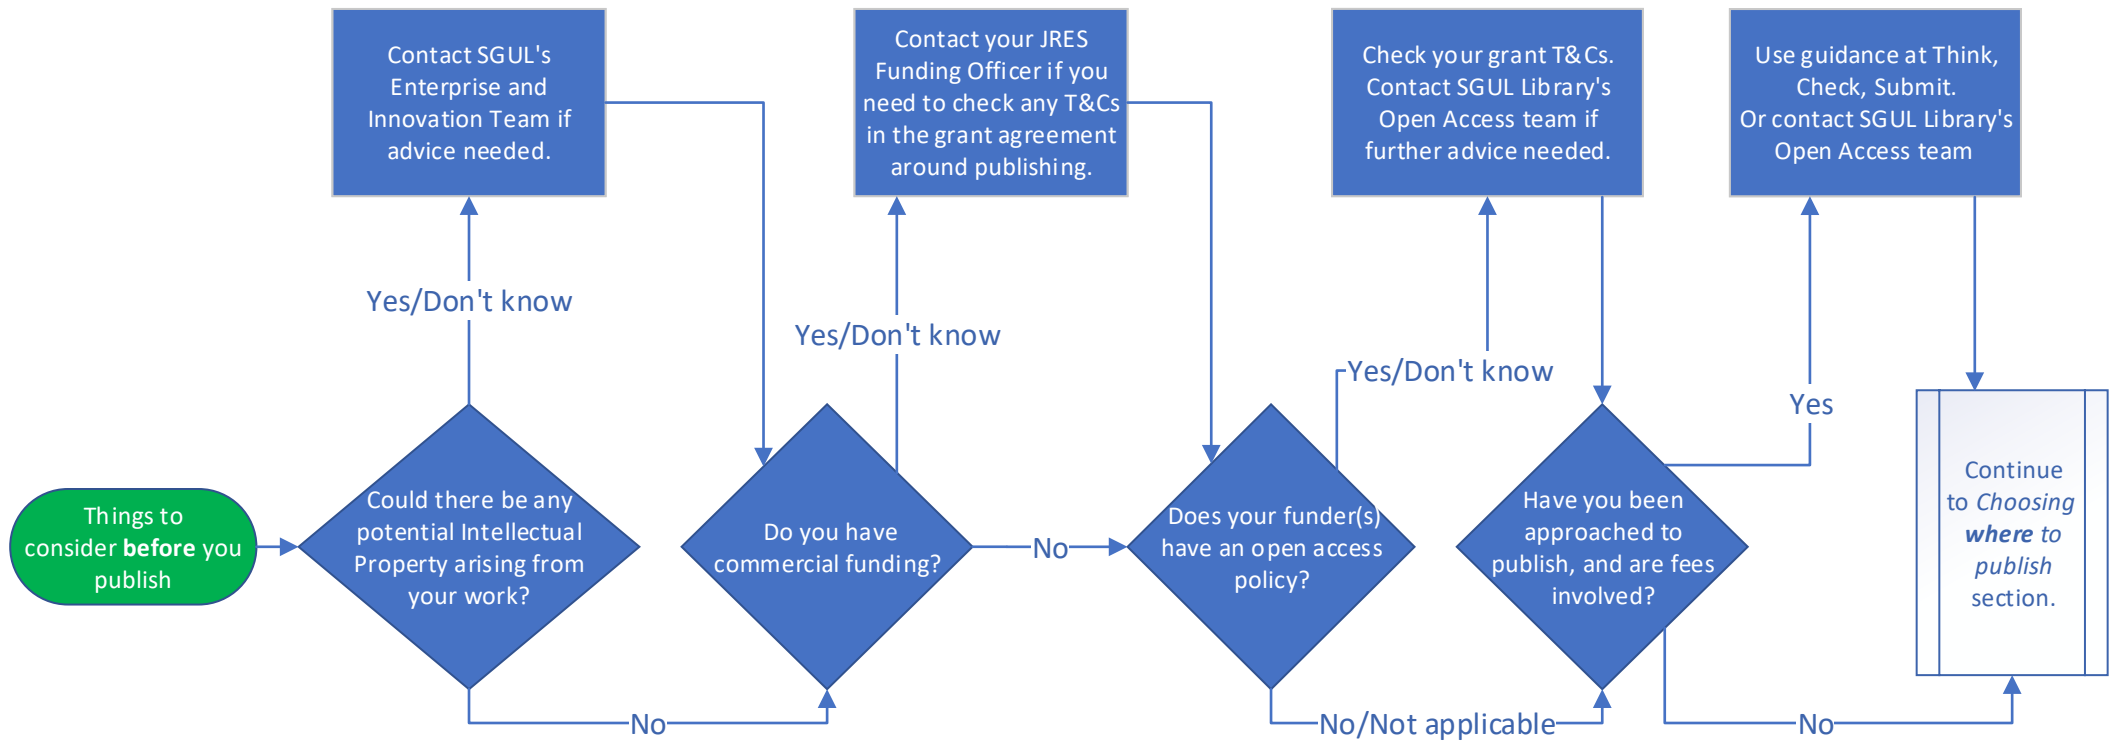 Things to
consider before you
publish
Could there be any
potential Intellectual
Property arising from
your work?
Yes/Don't know
Contact SGUL's
Enterprise and
Innovation Team if
advice needed.
No
Do you have
commercial funding?
Yes/Don't know
Contact your JRES
Funding Officer if you
need to check any T&Cs
in the grant agreement
around publishing.
No
Does your funder(s)
have an open access
policy?
Yes/Don't know
Check your grant T&Cs.
Contact SGUL Library's
Open Access team if
further advice needed.
No/Not applicable
Have you been
approached to
publish, and are fees
involved?
Yes
Use guidance at Think,
Check, Submit.
Or contact SGUL Library's
Open Access team
No
Continue
to Choosing
where to
publish
section.